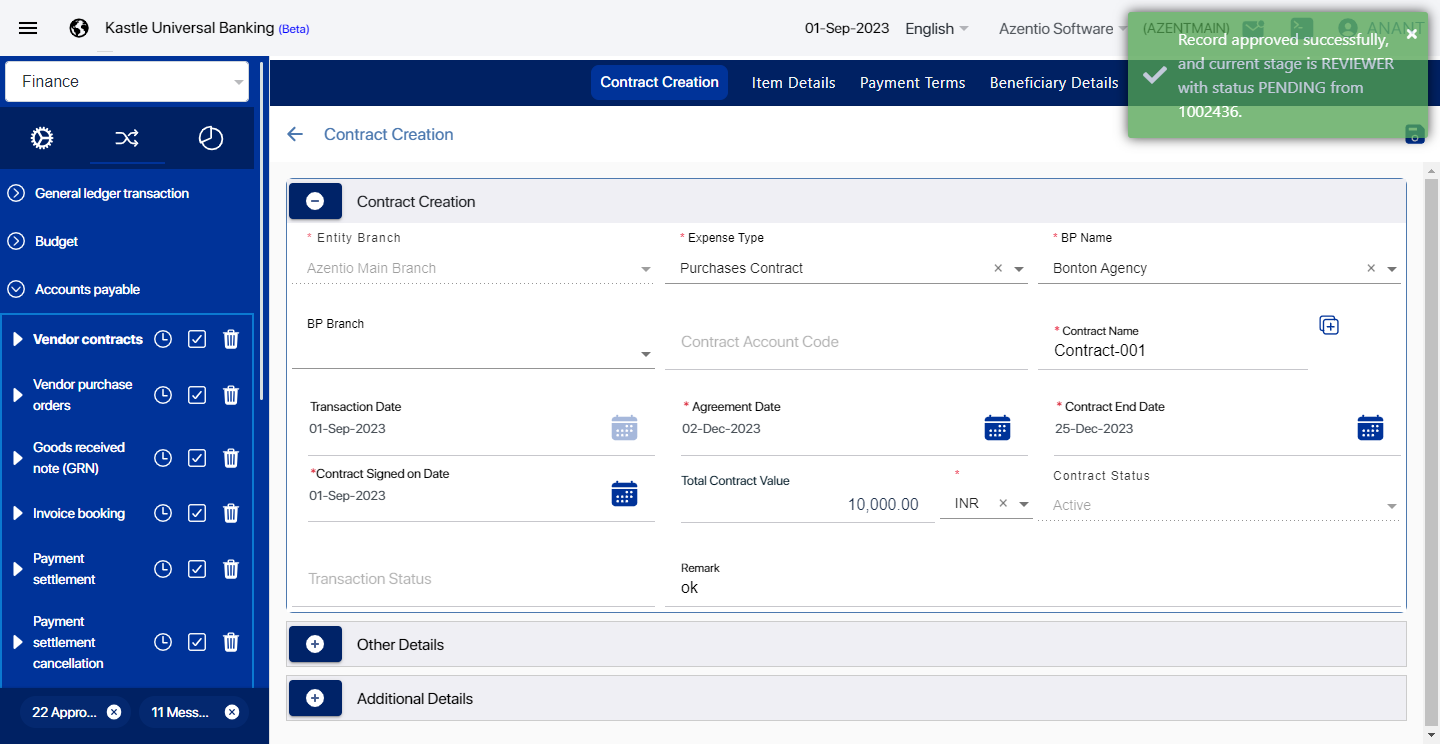 Kastle Universal Banking (Beta)
01-Sep-2023
English
Azentio Software
(AZENTMAIN)
ANANT
Record approved successfully,
and current stage is REVIEWER
with status PENDING from
1002436.
Finance
Contract Creation
Item Details
Payment Terms
Beneficiary Details
Contract Creation
General ledger transaction
Budget
Accounts payable
Vendor contracts
Vendor purchase
orders
Goods received
note (GRN)
Invoice booking
Payment
settlement
Payment
settlement
cancellation
22 Appro...
11 Mess...
Contract Creation
* Entity Branch
Azentio Main Branch
* Expense Type
Purchases Contract
* BP Name
Bonton Agency
BP Branch
Contract Account Code
* Contract Name
Contract-001
Transaction Date
01-Sep-2023
* Agreement Date
02-Dec-2023
* Contract End Date
25-Dec-2023
*Contract Signed on Date
01-Sep-2023
Total Contract Value
10,000.00
*
INR
Contract Status
Active
Transaction Status
Remark
ok
Other Details
Additional Details